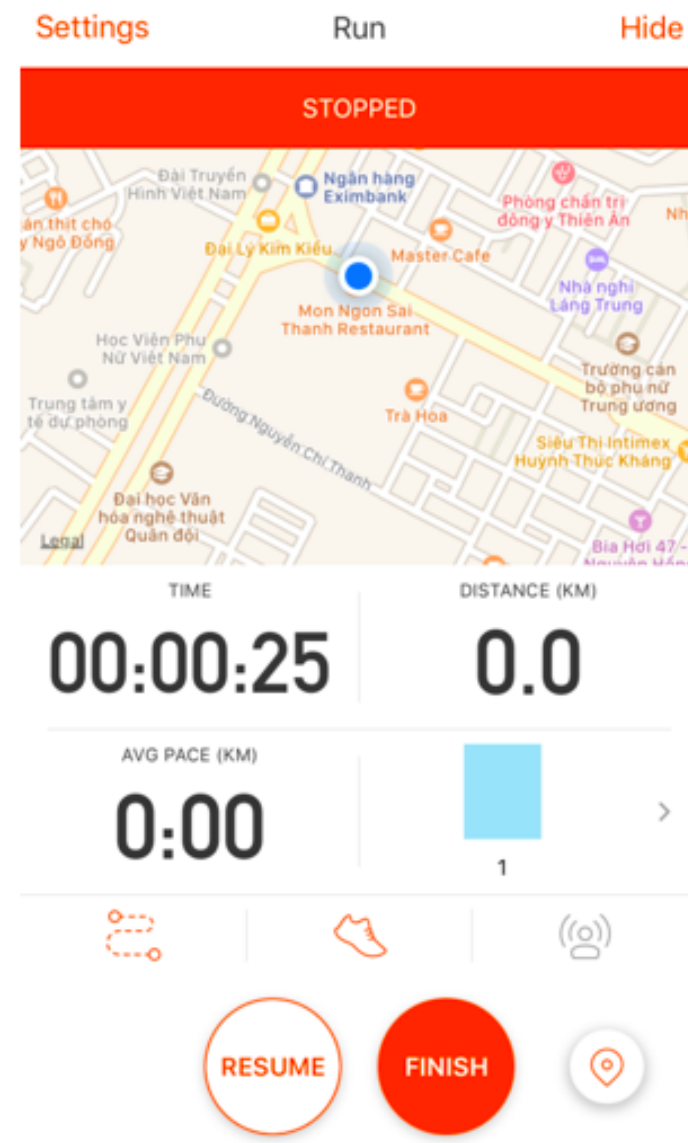 Settings
Run
Hide
STOPPED
Đài Truyền
Hình Việt Nam
Ngân hàng
Eximbank
Phòng chẩn trị
đông y Thiên Ân
Nh
án thịt chó
y Ngô Đồng
Đại Lý Kim Kiều
Master Cafe
Nhà nghỉ
Láng Trung
Mon Ngon Sai
Thanh Restaurant
Học Viện Phụ
Nữ Việt Nam
Trường cán
bộ phụ nữ
Trung ương
Trung tâm y
tế dự phòng
Đường Nguyễn Chí Thanh
Trà Hoa
Siêu Thị Intimex
Huỳnh Thúc Kháng
Đại học Văn
hóa nghệ thuật
Quân đội
Legal
Bia Hơi 47 -
TIME
DISTANCE (KM)
00:00:25
0.0
AVG PACE (KM)
0:00
1
RESUME
FINISH